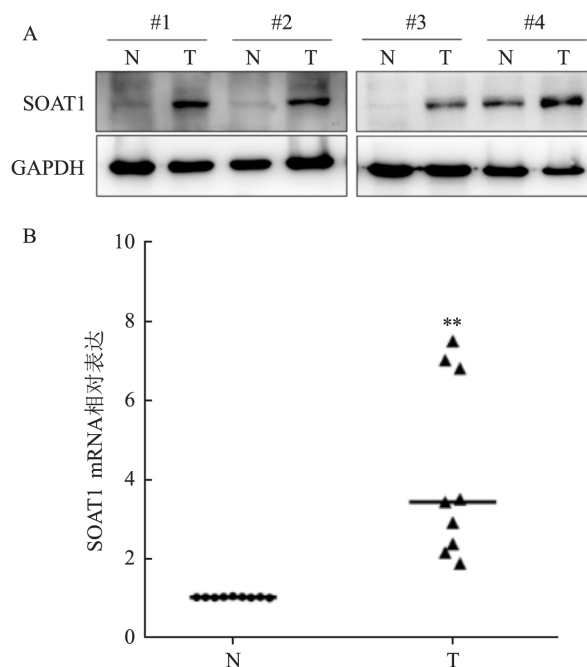 A
#1 #2 #3 #4
N T N T N T N T
SOAT1
GAPDH
B
SOAT1 mRNA相对表达
10
8
6
4
2
0
**
N T